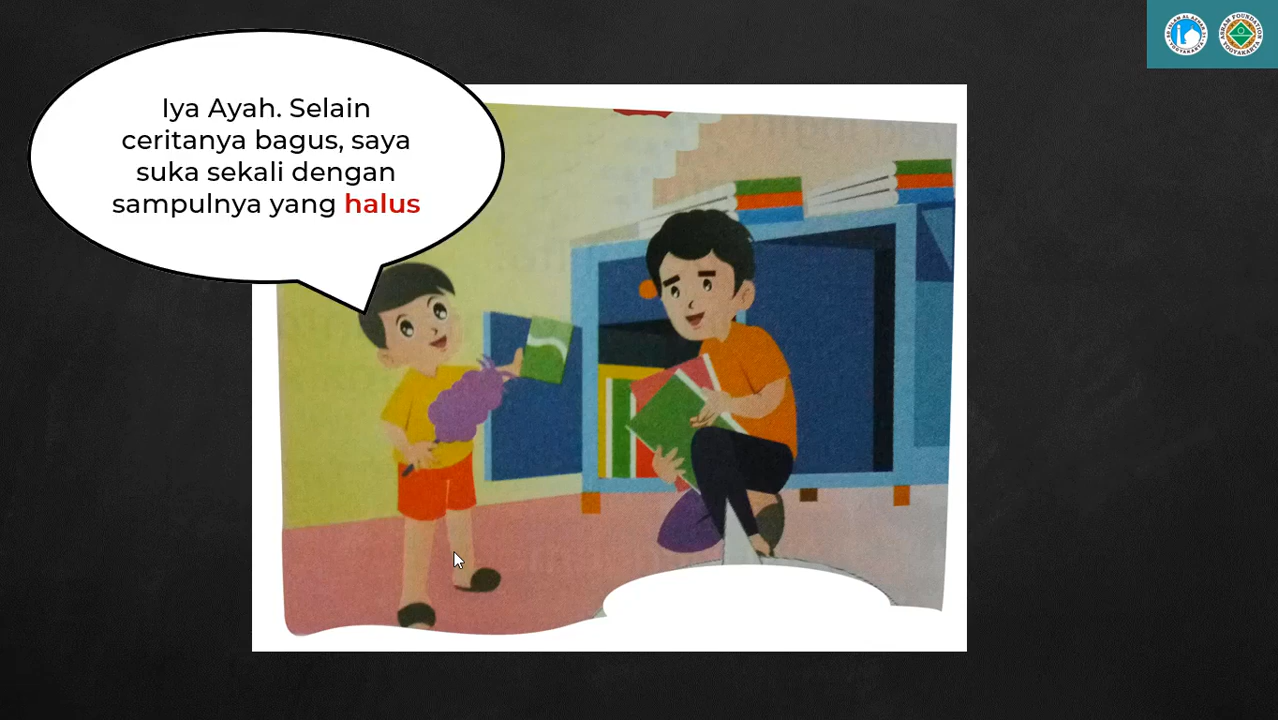 Iya Ayah. Selain
ceritanya bagus, saya
suka sekali dengan
sampulnya yang halus